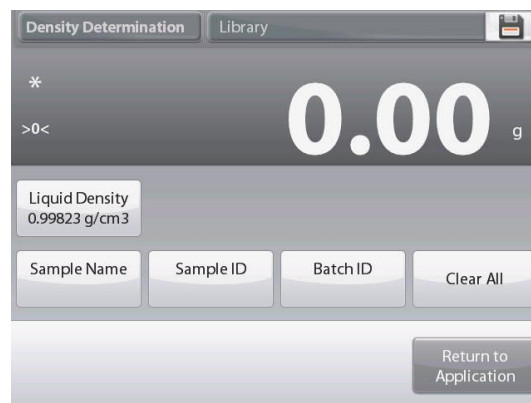 Density Determination
Library
*
>0<
0.00 g
Liquid Density
0.99823 g/cm3
Sample Name
Sample ID
Batch ID
Clear All
Return to
Application